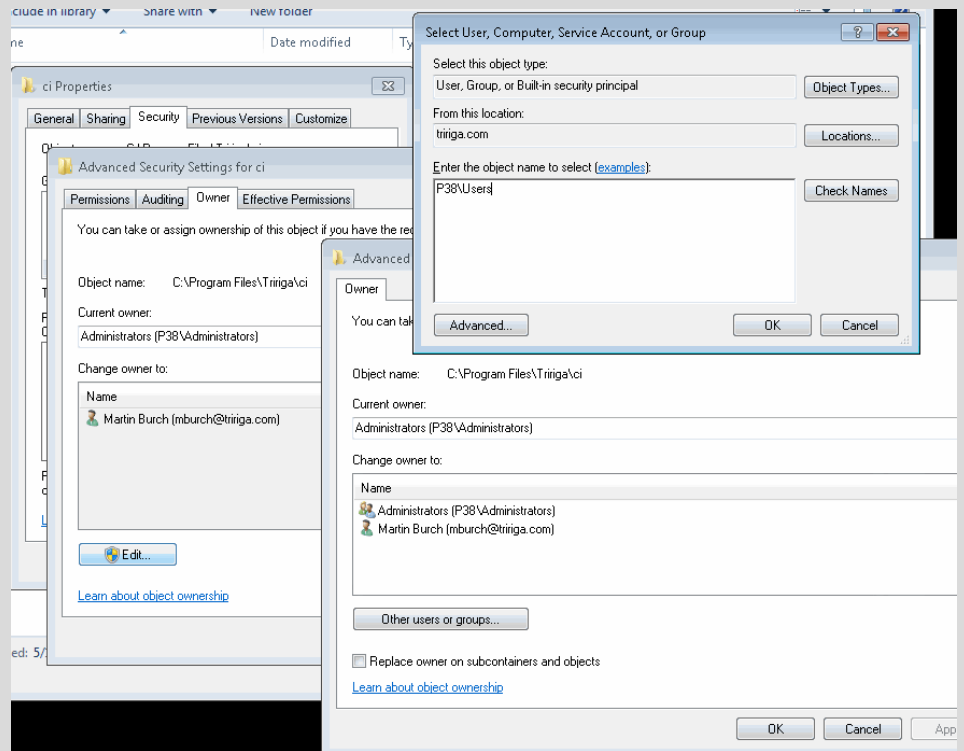 clude in library Share with New folder
me Date modified Ty
ci Properties
General Sharing Security Previous Versions Customize
Advanced Security Settings for ci
Permissions Auditing Owner Effective Permissions
You can take or assign ownership of this object if you have the rec
Object name: C:\Program Files\Tririga\ci
Current owner:
Administrators (P38\Administrators)
Change owner to:
Name
Martin Burch (mburch@tririga.com)
Edit...
Learn about object ownership
ed: 5/
Advanced
Owner
You can tak
Object name: C:\Program Files\Tririga\ci
Current owner:
Administrators (P38\Administrators)
Change owner to:
Name
Administrators (P38\Administrators)
Martin Burch (mburch@tririga.com)
Other users or groups...
Replace owner on subcontainers and objects
Learn about object ownership
OK Cancel App
Select User, Computer, Service Account, or Group
Select this object type:
User, Group, or Built-in security principal Object Types...
From this location:
tririga.com Locations...
Enter the object name to select (examples):
P38\Users Check Names
Advanced... OK Cancel